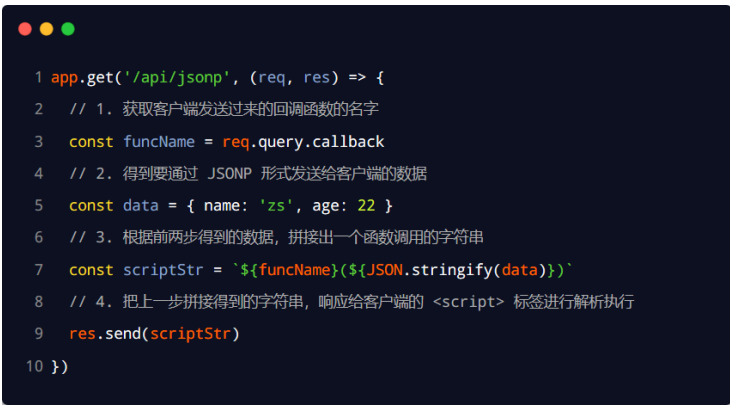 1 app.get('/api/jsonp', (req, res) => {
2   // 1. 获取客户端发送过来的回调函数的名字
3   const funcName = req.query.callback
4   // 2. 得到要通过 JSONP 形式发送给客户端的数据
5   const data = { name: 'zs', age: 22 }
6   // 3. 根据前两步得到的数据，拼接出一个函数调用的字符串
7   const scriptStr = `${funcName}(${JSON.stringify(data)})`
8   // 4. 把上一步拼接得到的字符串，响应给客户端的 <script> 标签进行解析执行
9   res.send(scriptStr)
10 })